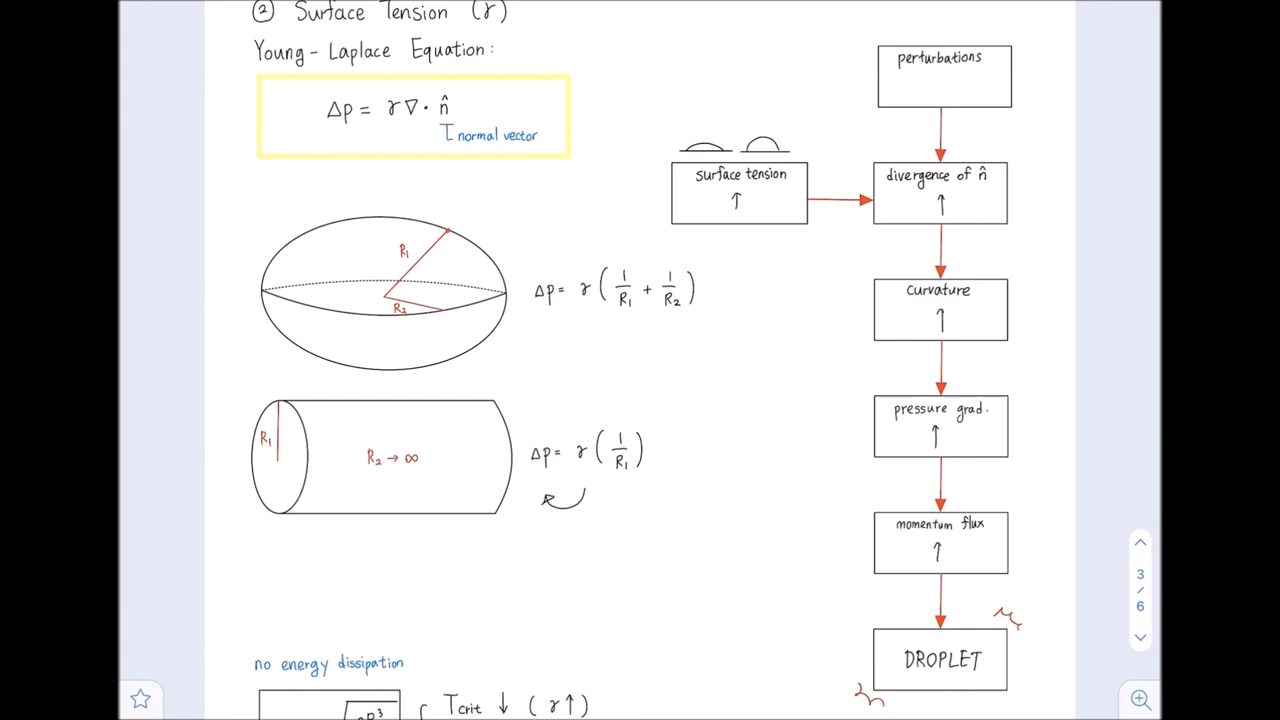 ② Surface Tension (γ)
Young - Laplace Equation:
Δp = γ ∇ · n̂
normal vector
R₁
R₂
Δp = γ ( 1/R₁ + 1/R₂ )
R₁
R₂ → ∞
Δp = γ ( 1/R₁ )
no energy dissipation
Tcrit ↓ ( γ ↑ )
perturbations
surface tension
↑
divergence of n̂
↑
curvature
↑
pressure grad.
↑
momentum flux
↑
DROPLET
3
/
6